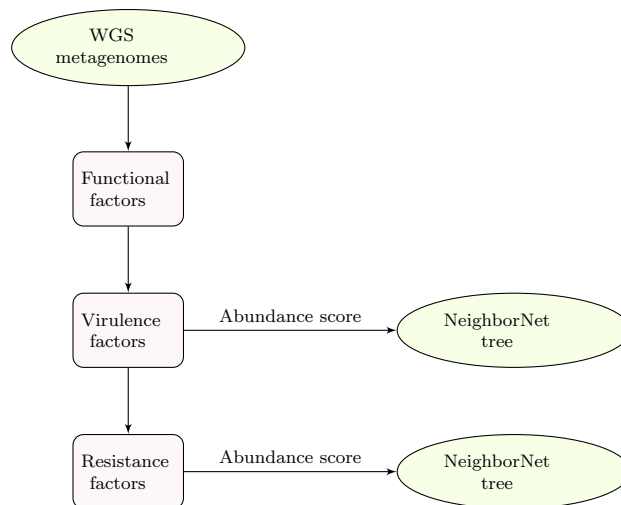 WGS
metagenomes
Functional
factors
Virulence
factors
Abundance score
NeighborNet
tree
Resistance
factors
Abundance score
NeighborNet
tree